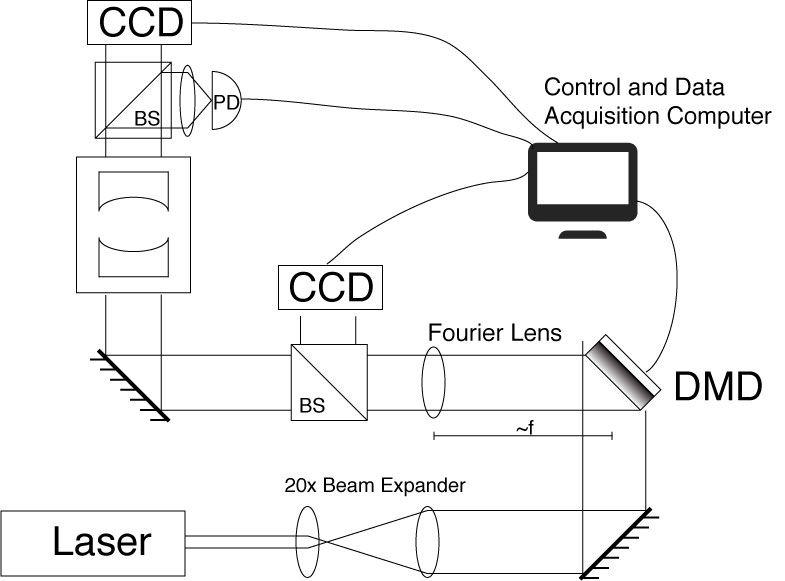 CCD
BS
PD
Control and Data
Acquisition Computer
CCD
Fourier Lens
BS
DMD
~f
20x Beam Expander
Laser